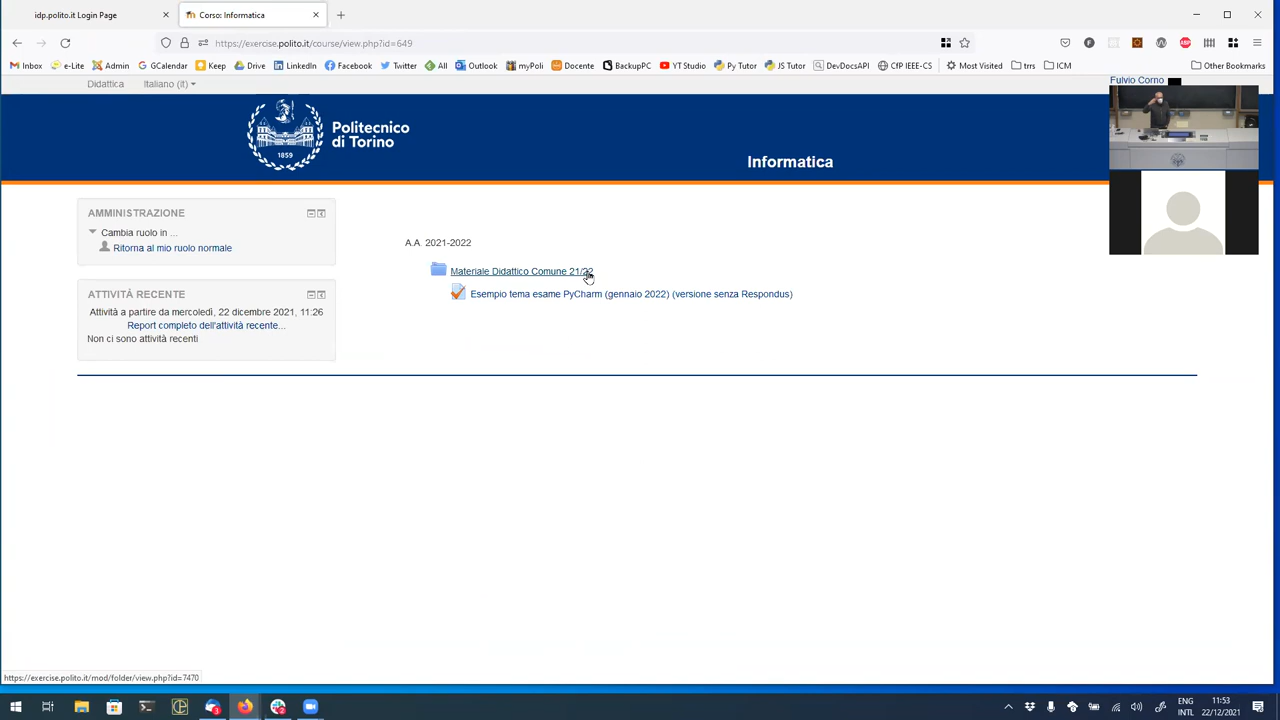 idp.polito.it Login Page
Corso: Informatica
https://exercise.polito.it/course/view.php?id=649
Inbox
e-Lite
Admin
GCalendar
Keep
Drive
LinkedIn
Facebook
Twitter
All
Outlook
myPoli
Docente
BackupPC
YT Studio
Py Tutor
JS Tutor
DevDocsAPI
CfP IEEE-CS
Most Visited
trrs
ICM
Other Bookmarks
Didattica
Italiano (it)
Fulvio Corno
1859
Politecnico
di Torino
Informatica
AMMINISTRAZIONE
Cambia ruolo in ...
Ritorna al mio ruolo normale
A.A. 2021-2022
Materiale Didattico Comune 21/22
Esempio tema esame PyCharm (gennaio 2022) (versione senza Respondus)
ATTIVITÀ RECENTE
Attività a partire da mercoledì, 22 dicembre 2021, 11:26
Report completo dell'attività recente...
Non ci sono attività recenti
https://exercise.polito.it/mod/folder/view.php?id=7470
ENG
INTL
11:53
22/12/2021